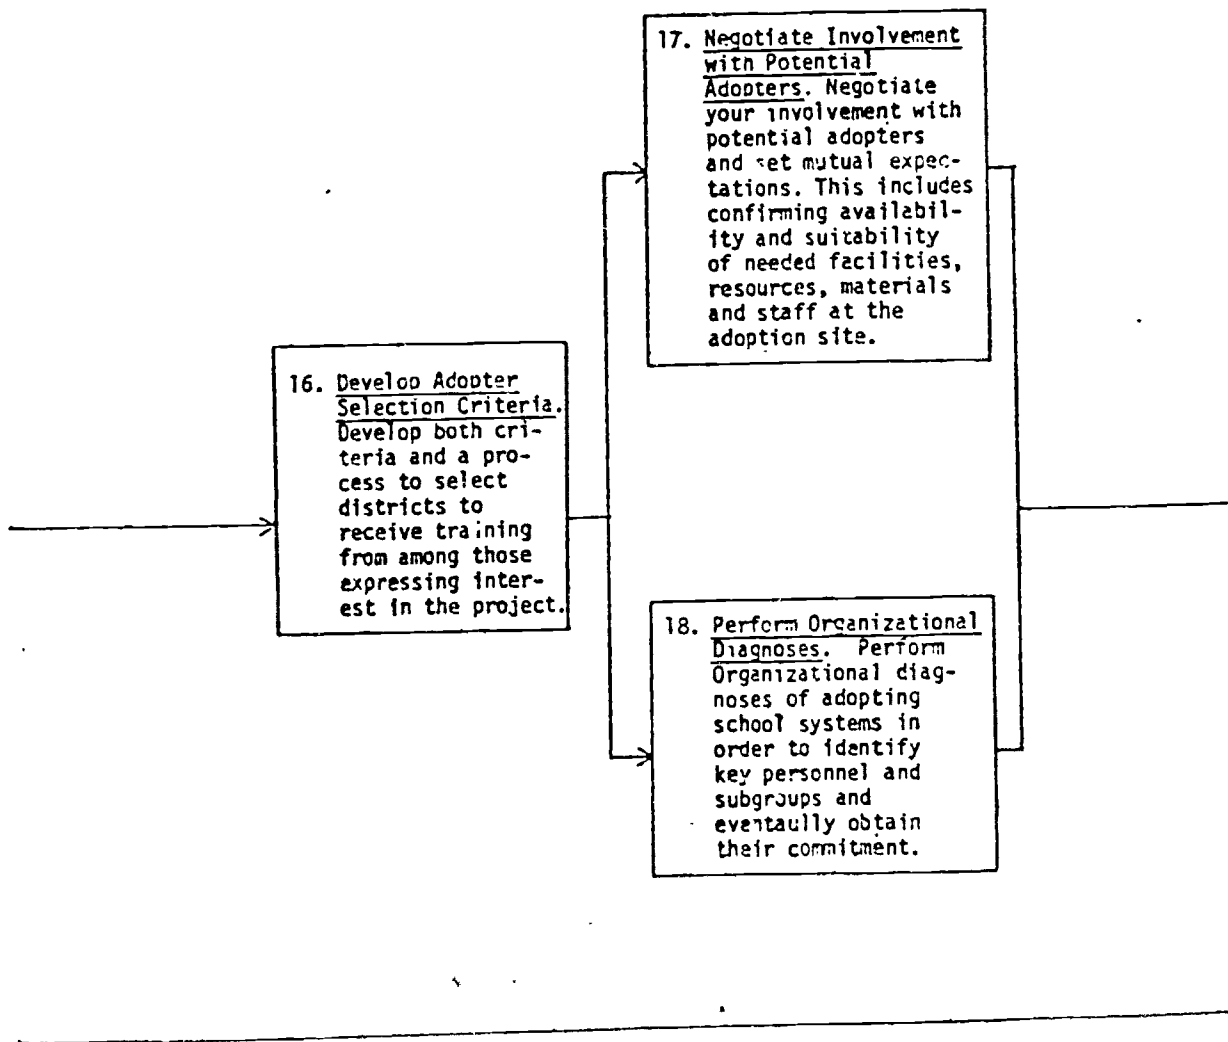 17. Negotiate Involvement
with Potential
Adopters. Negotiate
your involvement with
potential adopters
and set mutual expec-
tations. This includes
confirming availabil-
ity and suitability
of needed facilities,
resources, materials
and staff at the
adoption site.
16. Develop Adopter
Selection Criteria.
Develop both cri-
teria and a pro-
cess to select
districts to
receive training
from among those
expressing inter-
est in the project.
18. Perform Organizational
Diagnoses. Perform
Organizational diag-
noses of adopting
school systems in
order to identify
key personnel and
subgroups and
eventaully obtain
their commitment.